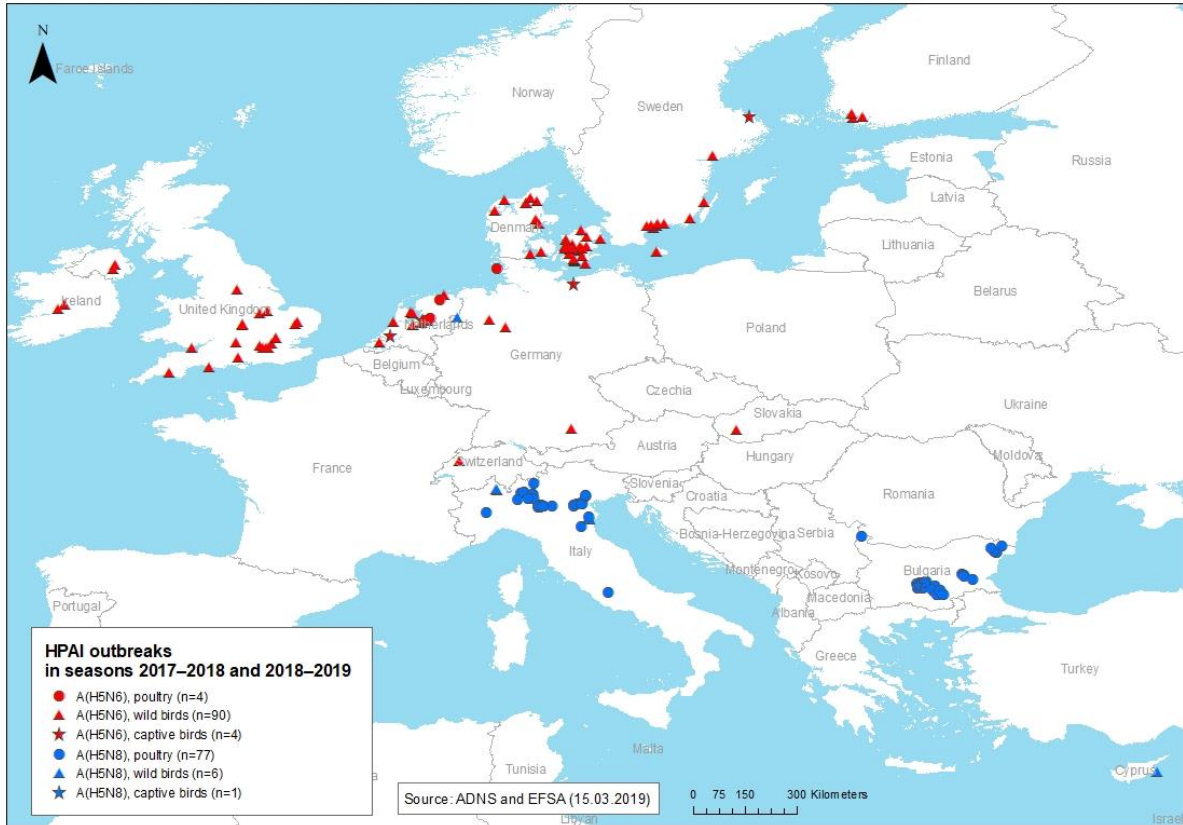 N
Faroe Islands
Finland
Norway
Sweden
Estonia
Russia
Latvia
Denmark
Lithuania
Ireland
United Kingdom
Belarus
Netherlands
Poland
Germany
Belgium
Luxembourg
Czechia
Ukraine
Slovakia
Austria
France
Switzerland
Hungary
Moldova
Slovenia
Croatia
Romania
Bosnia-Herzegovina
Serbia
Italy
Montenegro
Kosovo
Bulgaria
Portugal
Macedonia
Albania
Greece
Turkey
Malta
Tunisia
Cyprus
Israel
Libyan
HPAI outbreaks
in seasons 2017–2018 and 2018–2019
A(H5N6), poultry (n=4)
A(H5N6), wild birds (n=90)
A(H5N6), captive birds (n=4)
A(H5N8), poultry (n=77)
A(H5N8), wild birds (n=6)
A(H5N8), captive birds (n=1)
Source: ADNS and EFSA (15.03.2019)
0 75 150 300 Kilometers